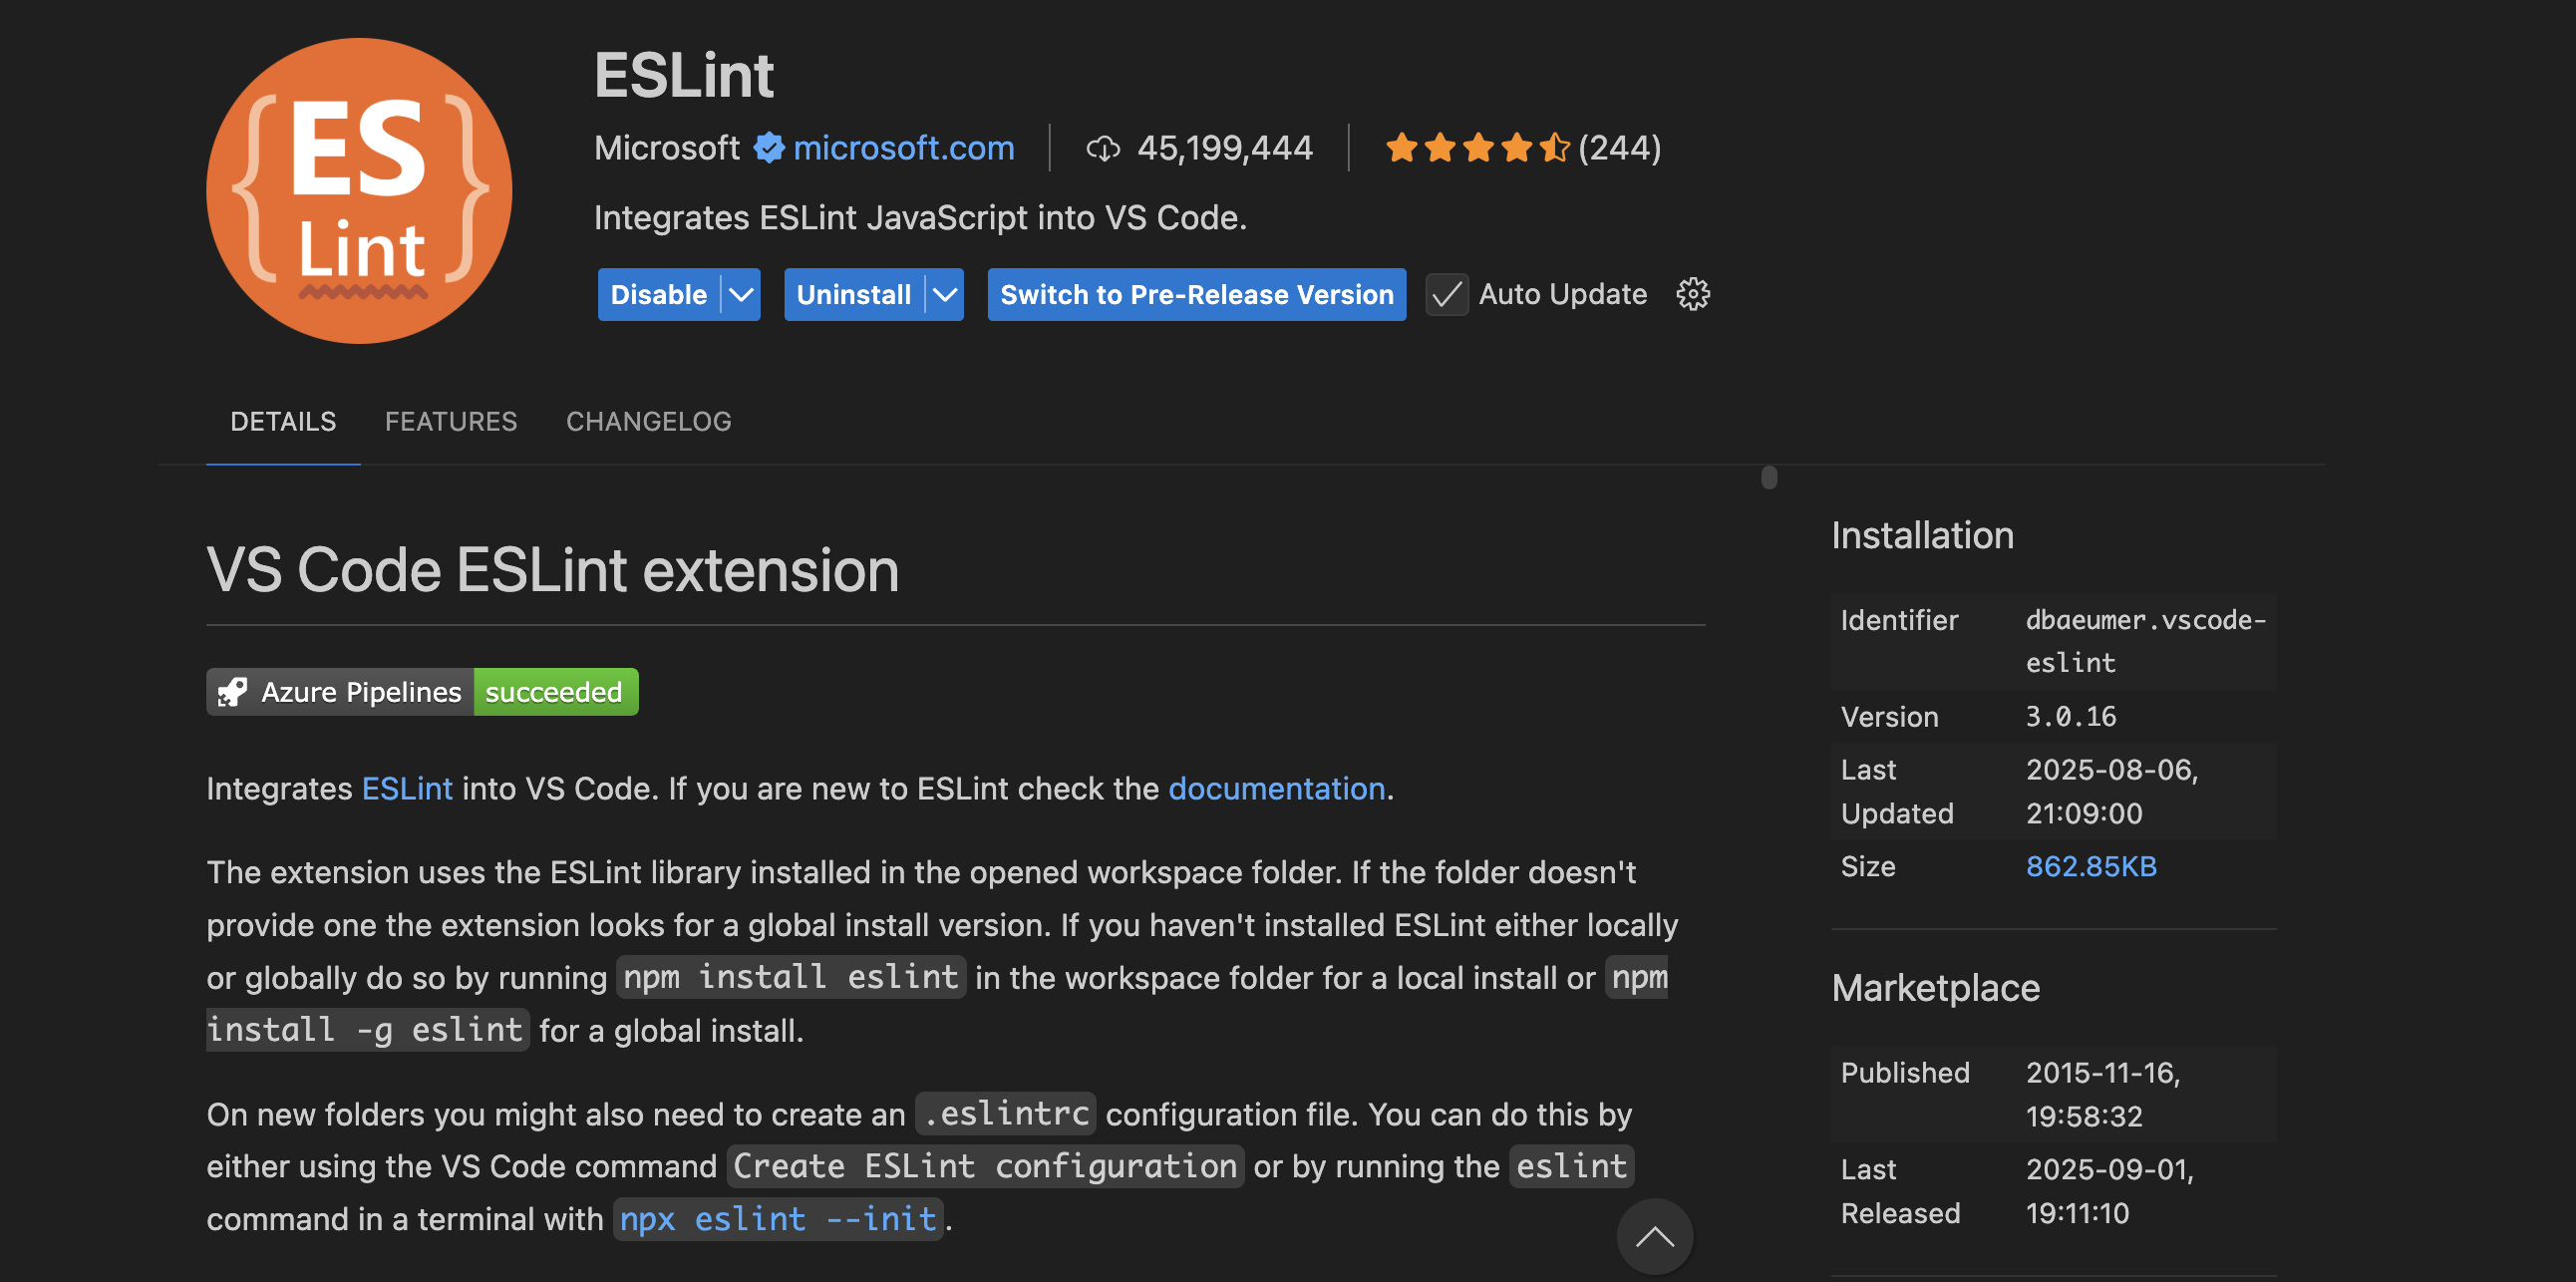 {ES
Lint}
ESLint
Microsoft microsoft.com 45,199,444 (244)
Integrates ESLint JavaScript into VS Code.
Disable Uninstall Switch to Pre-Release Version Auto Update
DETAILS FEATURES CHANGELOG
VS Code ESLint extension
Azure Pipelines succeeded
Integrates ESLint into VS Code. If you are new to ESLint check the documentation.
The extension uses the ESLint library installed in the opened workspace folder. If the folder doesn't
provide one the extension looks for a global install version. If you haven't installed ESLint either locally
or globally do so by running npm install eslint in the workspace folder for a local install or npm
install -g eslint for a global install.
On new folders you might also need to create an .eslintrc configuration file. You can do this by
either using the VS Code command Create ESLint configuration or by running the eslint
command in a terminal with npx eslint --init.
Installation
Identifier dbaeumer.vscode-
eslint
Version 3.0.16
Last 2025-08-06,
Updated 21:09:00
Size 862.85KB
Marketplace
Published 2015-11-16,
19:58:32
Last 2025-09-01,
Released 19:11:10